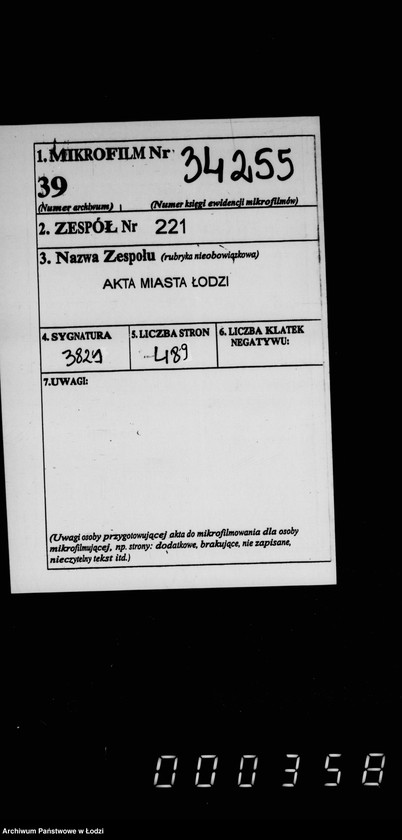 1. MIKROFILM Nr 34255
39
(Numer archiwum) (Numer księgi ewidencji mikrofilmów)
2. ZESPÓŁ Nr 221
3. Nazwa Zespołu (rubryka nieobowiązkowa)
AKTA MIASTA ŁODZI
4. SYGNATURA 5. LICZBA STRON 6. LICZBA KLATEK
NEGATYWU:
3829 489
7. UWAGI:
(Uwagi osoby przygotowującej akta do mikrofilmowania dla osoby
mikrofilmującej, np. strony: dodatkowe, brakujące, nie zapisane,
nieczytelny tekst itd.)
000358
Archiwum Państwowe w Łodzi